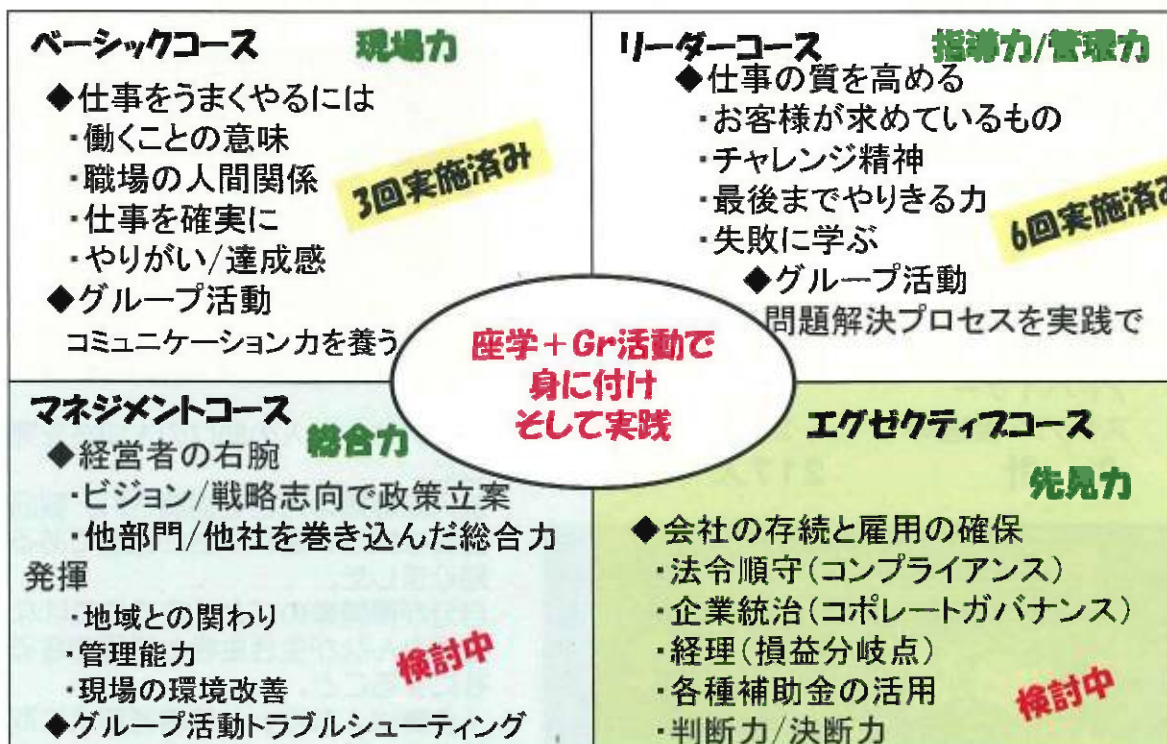 ベーシックコース 現場力
◆仕事をうまくやるには
・働くことの意味
・職場の人間関係
・仕事を確実に
・やりがい/達成感
3回実施済み
◆グループ活動
コミュニケーション力を養う
リーダーコース 指導力/管理力
◆仕事の質を高める
・お客様が求めているもの
・チャレンジ精神
・最後までやりきる力
・失敗に学ぶ
6回実施済み
◆グループ活動
問題解決プロセスを実践で
座学+Gr活動で
身に付け
そして実践
マネジメントコース
総合力
◆経営者の右腕
・ビジョン/戦略志向で政策立案
・他部門/他社を巻き込んだ総合力
発揮
・地域との関わり
・管理能力
・現場の環境改善
検討中
◆グループ活動トラブルシューティング
エグゼクティブコース
先見力
◆会社の存続と雇用の確保
・法令順守(コンプライアンス)
・企業統治(コポレートガバナンス)
・経理(損益分岐点)
・各種補助金の活用
・判断力/決断力
検討中